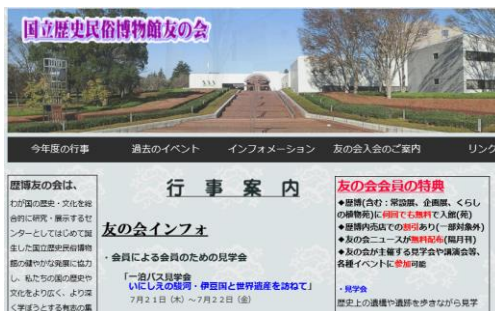 国立歴史民俗博物館友の会
今年度の行事 過去のイベント インフォメーション 友の会入会のご案内 リンク
歴博友の会は、
わが国の歴史・文化を総
合的に研究・展示するセ
ンターとしてはじめて誕
生した国立歴史民俗博物
館の健やかな発展に協力
し、私たちの国の歴史や
文化をより広く、より深
く学ぼうとする有志の集
行 事 案 内
友の会インフォ
・会員による会員のための見学会
「一泊バス見学会
いにしえの駿河・伊豆国と世界遺産を訪ねて」
7月21日（木）～7月22日（金）
友の会会員の特典
◆歴博(含む：常設展、企画展、くらし
の植物苑)に何回でも無料で入館(苑)
◆歴博内売店での割引あり(一部対象外)
◆友の会ニュースが無料配布(隔月刊)
◆友の会が主催する見学会や講演会等、
各種イベントに参加可能
・見学会
歴史上の遺構や遺跡を歩きながら見学